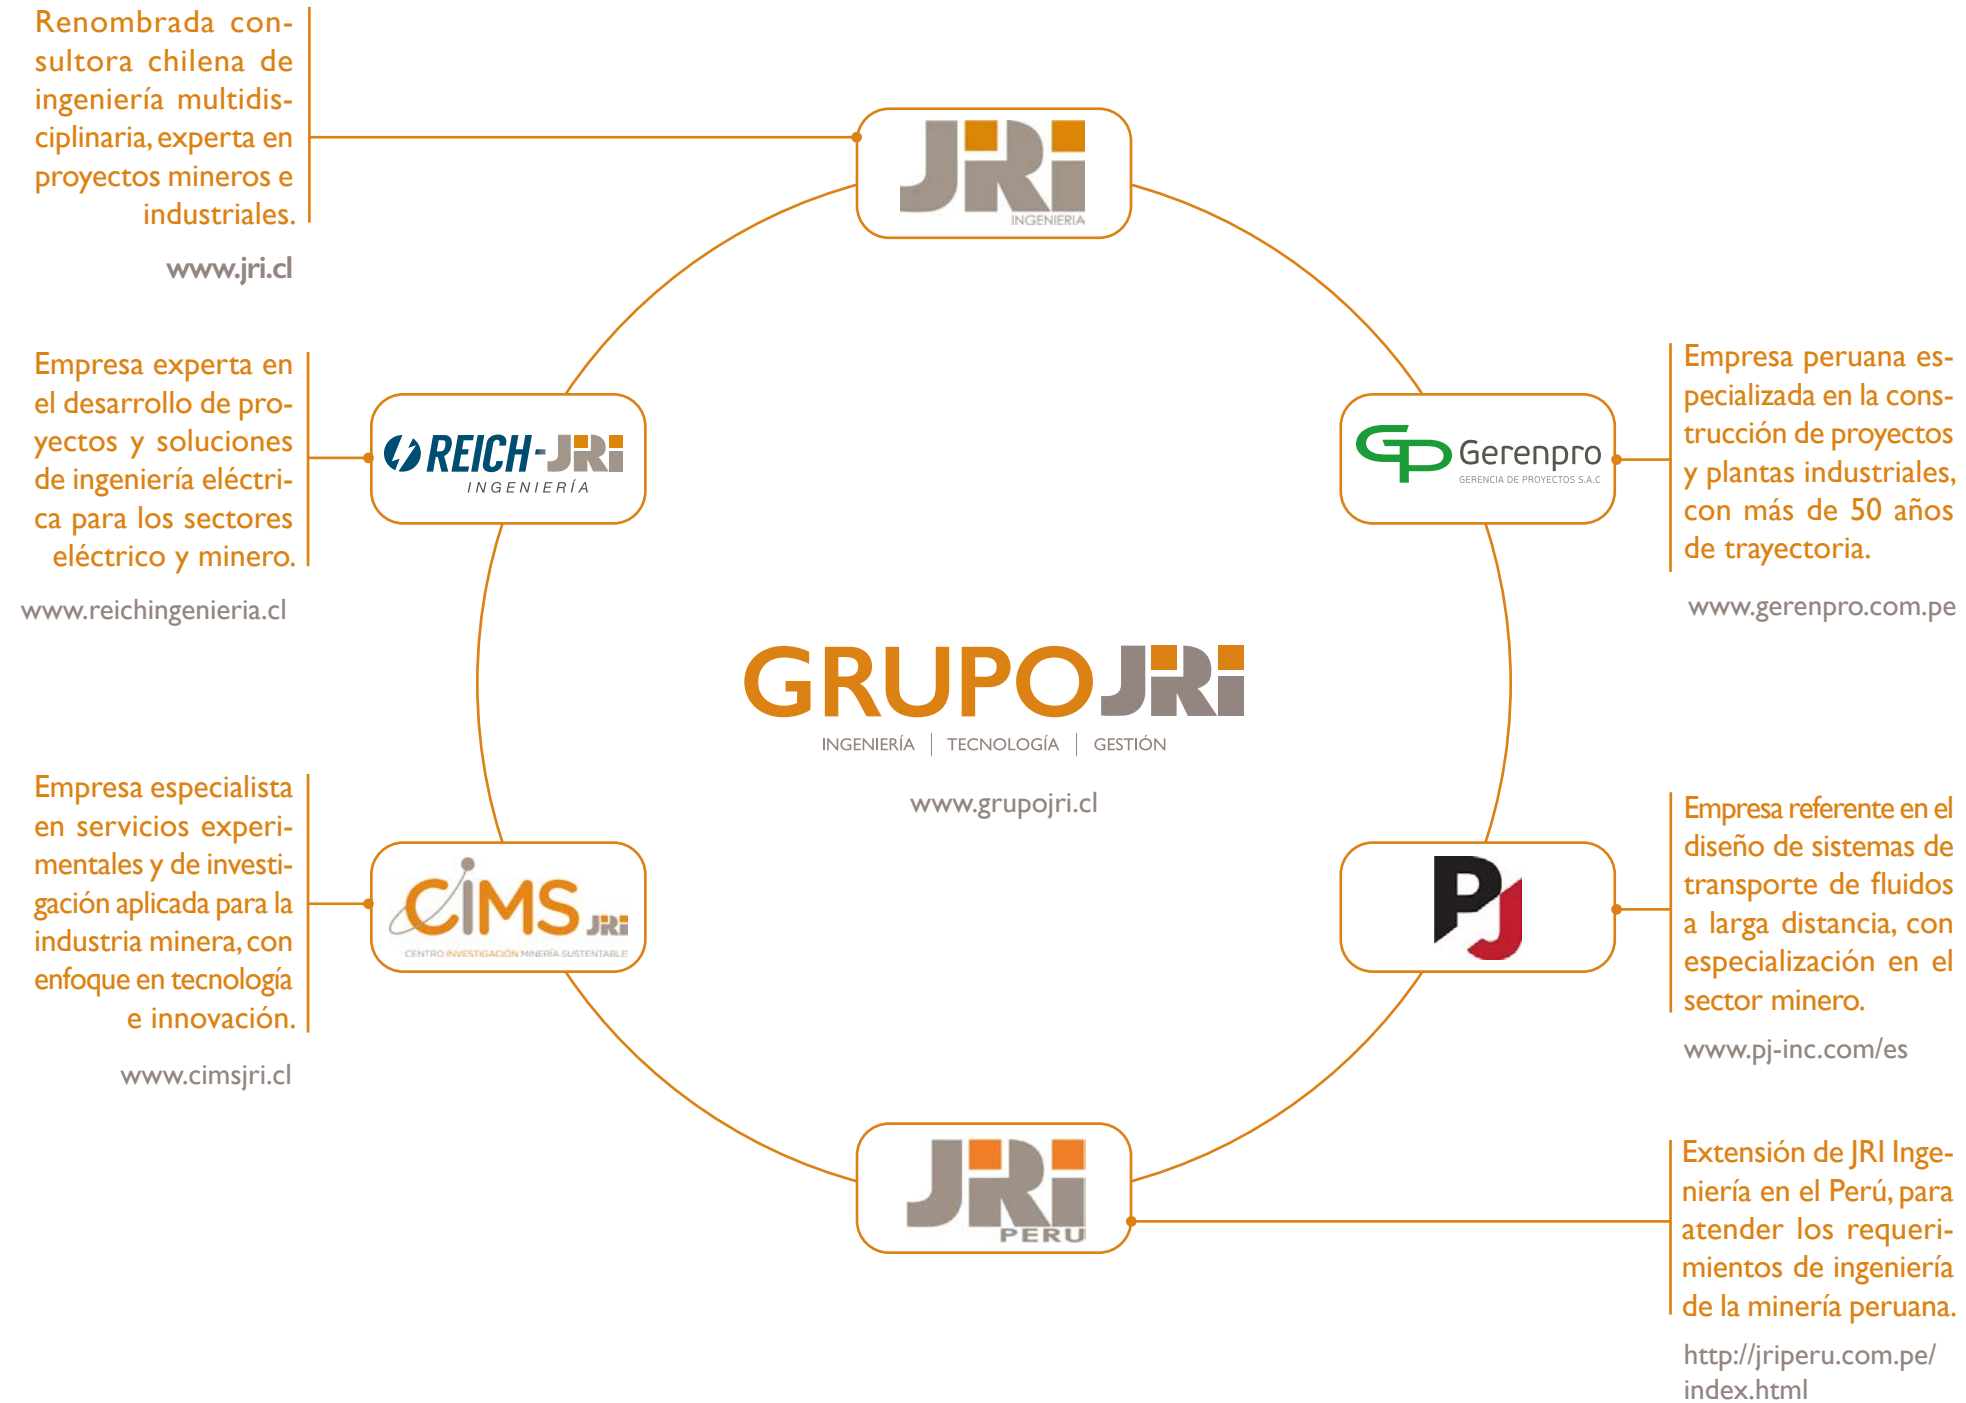 Renombrada con-
sultora chilena de
ingeniería multidis-
ciplinaria, experta en
proyectos mineros e
industriales.
www.jri.cl
JRi
INGENIERIA
Empresa experta en
el desarrollo de pro-
yectos y soluciones
de ingeniería eléctri-
ca para los sectores
eléctrico y minero.
www.reichingenieria.cl
REICH-JRi
INGENIERÍA
GP Gerenpro
GERENCIA DE PROYECTOS S.A.C
Empresa peruana es-
pecializada en la cons-
trucción de proyectos
y plantas industriales,
con más de 50 años
de trayectoria.
www.gerenpro.com.pe
GRUPO JRi
INGENIERÍA | TECNOLOGÍA | GESTIÓN
www.grupojri.cl
Empresa especialista
en servicios experi-
mentales y de investi-
gación aplicada para la
industria minera, con
enfoque en tecnología
e innovación.
www.cimsjri.cl
CiMS JRi
CENTRO INVESTIGACIÓN MINERÍA SUSTENTABLE
PJ
Empresa referente en el
diseño de sistemas de
transporte de fluidos
a larga distancia, con
especialización en el
sector minero.
www.pj-inc.com/es
JRi
PERU
Extensión de JRI Inge-
niería en el Perú, para
atender los requeri-
mientos de ingeniería
de la minería peruana.
http://jriperu.com.pe/
index.html